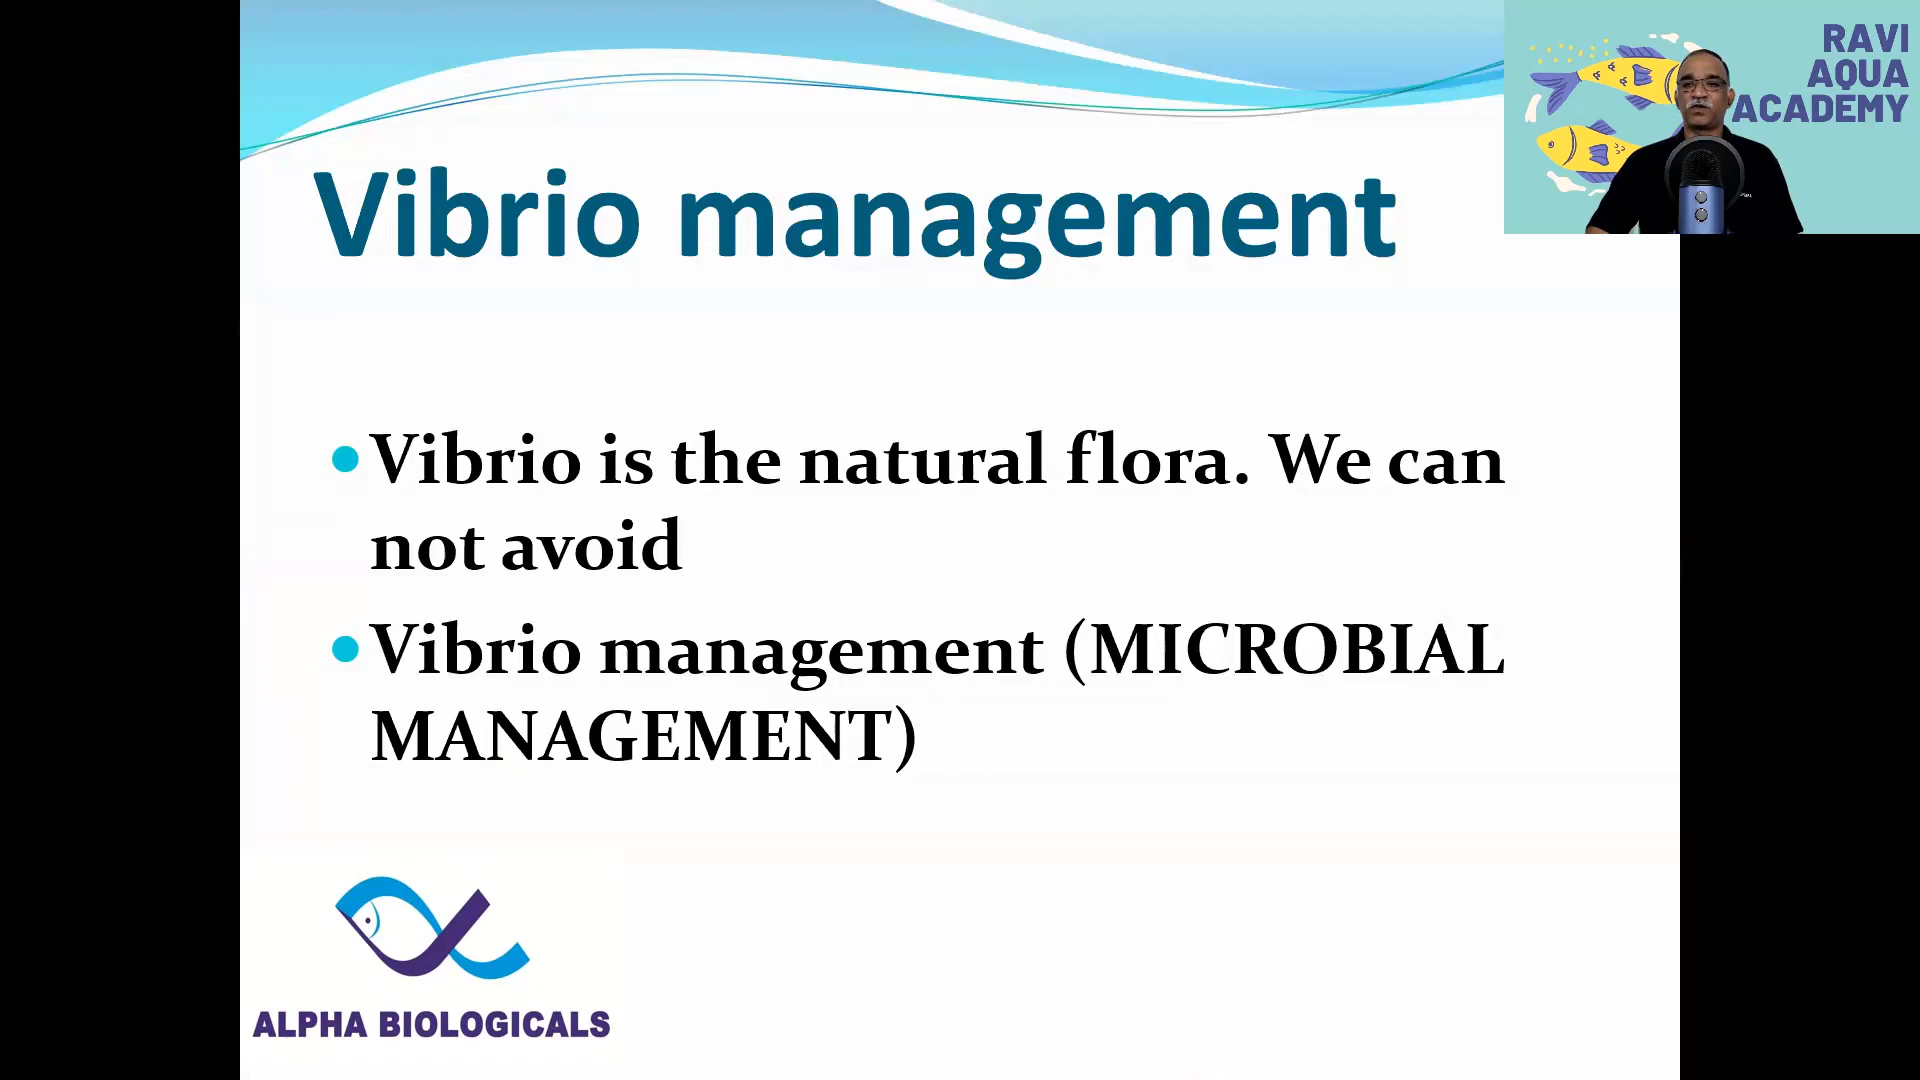 RAVI
AQUA
ACADEMY
Vibrio management
Vibrio is the natural flora. We can
not avoid
Vibrio management (MICROBIAL
MANAGEMENT)
ALPHA BIOLOGICALS